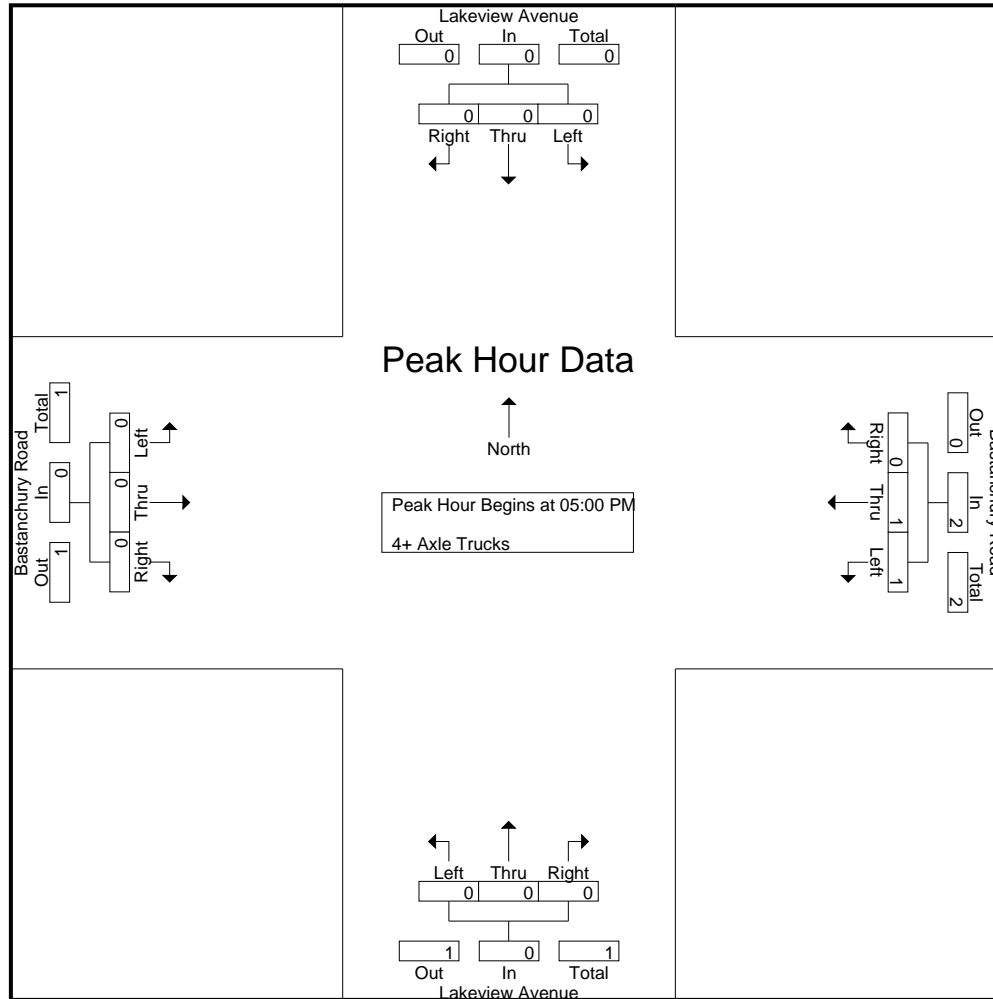 Lakeview Avenue
Out In Total
0 0 0
0 0 0
Right Thru Left
Peak Hour Data
North
Peak Hour Begins at 05:00 PM
4+ Axle Trucks
Bastanchury Road
Total In Out
1 0 1
0 0 0
Left Thru Right
Right Thru Left
0 1 1
0 2 2
Out In Total
Bastanchury Road
Left Thru Right
0 0 0
1 0 1
Out In Total
Lakeview Avenue